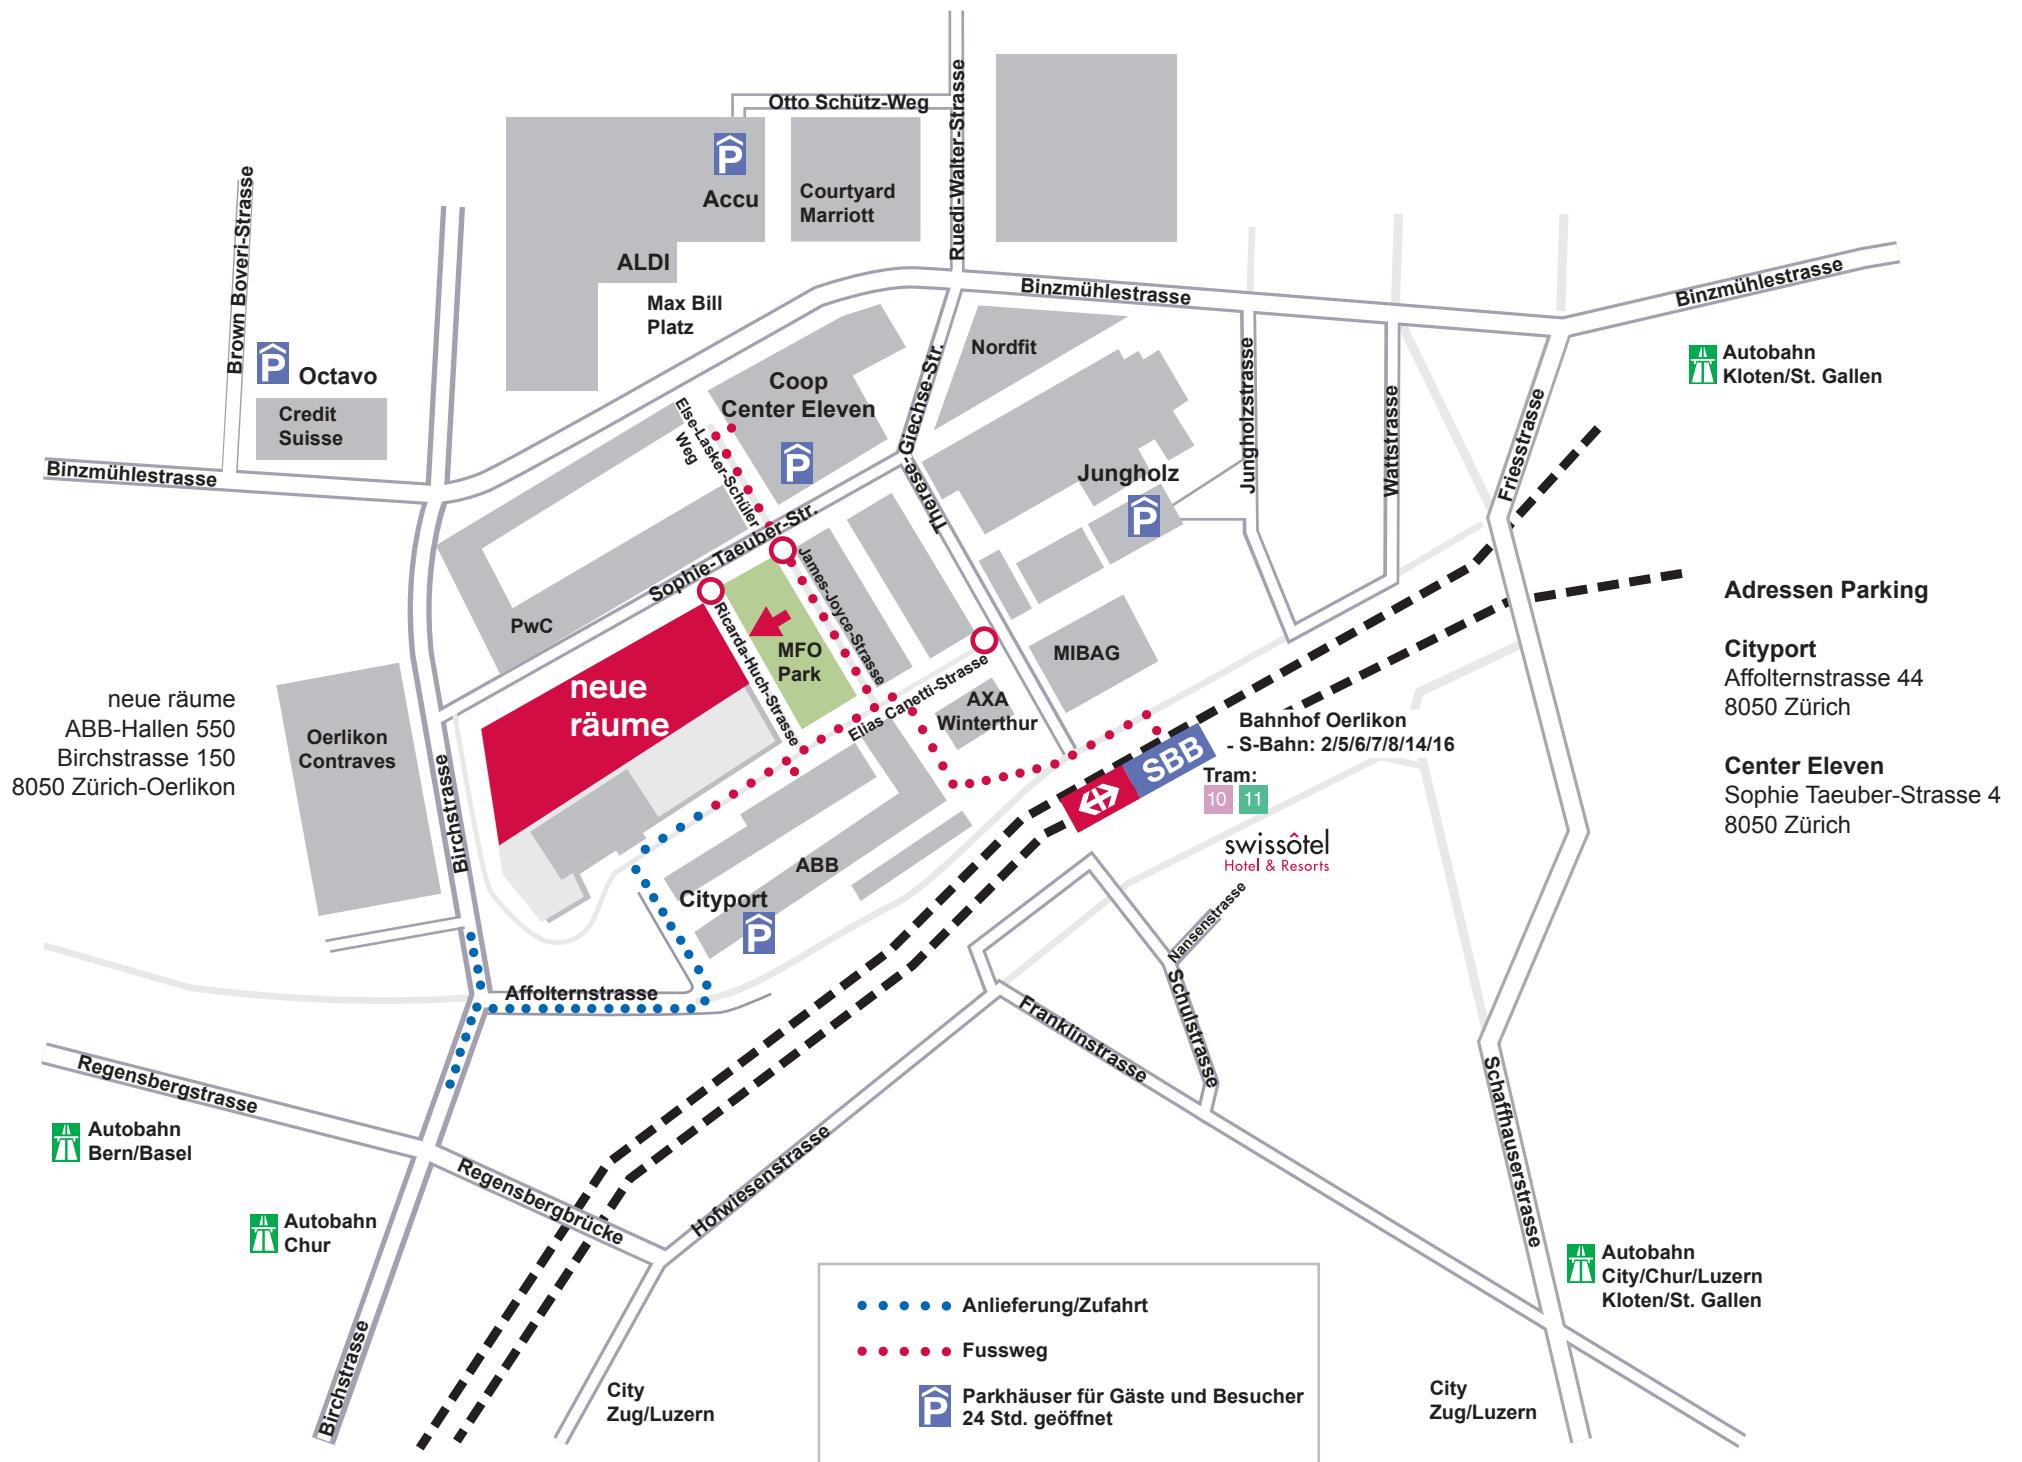 Otto Schütz-Weg
Ruedi-Walter-Strasse
P
Accu
Courtyard
Marriott
ALDI
Max Bill
Platz
Brown Boveri-Strasse
P
Octavo
Credit
Suisse
Binzmühlestrasse
Binzmühlestrasse
Binzmühlestrasse
Autobahn
Kloten/St. Gallen
Nordfit
Coop
Center Eleven
P
Else-Lasker-Schüler
Weg
Therese-Giechse-Str.
Jungholzstrasse
Wattstrasse
Friesstrasse
Jungholz
P
Sophie-Taeuber-Str.
James-Joyce-Strasse
Ricarda-Huch-Strasse
PwC
MFO
Park
MIBAG
Elias Canetti-Strasse
AXA
Winterthur
neue
räume
neue räume
ABB-Hallen 550
Birchstrasse 150
8050 Zürich-Oerlikon
Oerlikon
Contraves
Birchstrasse
Adressen Parking
Cityport
Affolternstrasse 44
8050 Zürich
Center Eleven
Sophie Taeuber-Strasse 4
8050 Zürich
Bahnhof Oerlikon
- S-Bahn: 2/5/6/7/8/14/16
SBB
Tram:
10 11
swissôtel
Hotel & Resorts
ABB
Cityport
P
Nansenstrasse
Schulstrasse
Affolternstrasse
Franklinstrasse
Regensbergstrasse
Schaffhauserstrasse
Autobahn
Bern/Basel
Regensbergbrücke
Hofwiesenstrasse
Autobahn
Chur
Autobahn
City/Chur/Luzern
Kloten/St. Gallen
Birchstrasse
City
Zug/Luzern
City
Zug/Luzern
Anlieferung/Zufahrt
Fussweg
P
Parkhäuser für Gäste und Besucher
24 Std. geöffnet